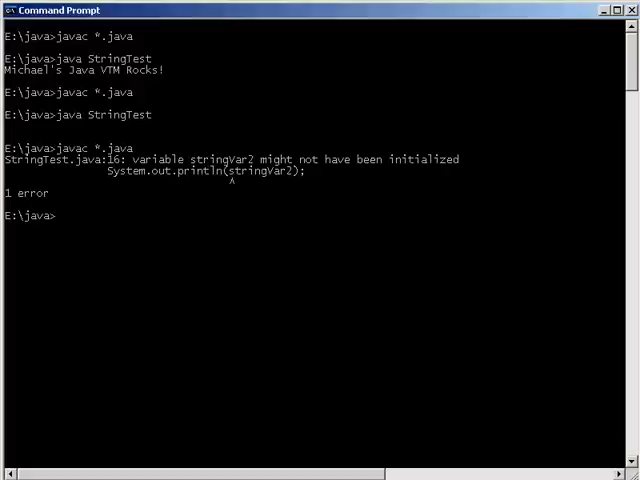 Command Prompt
E:\java>javac *.java
E:\java>java StringTest
Michael's Java VTM Rocks!
E:\java>javac *.java
E:\java>java StringTest
E:\java>javac *.java
StringTest.java:16: variable stringVar2 might not have been initialized
System.out.println(stringVar2);
^
1 error
E:\java>